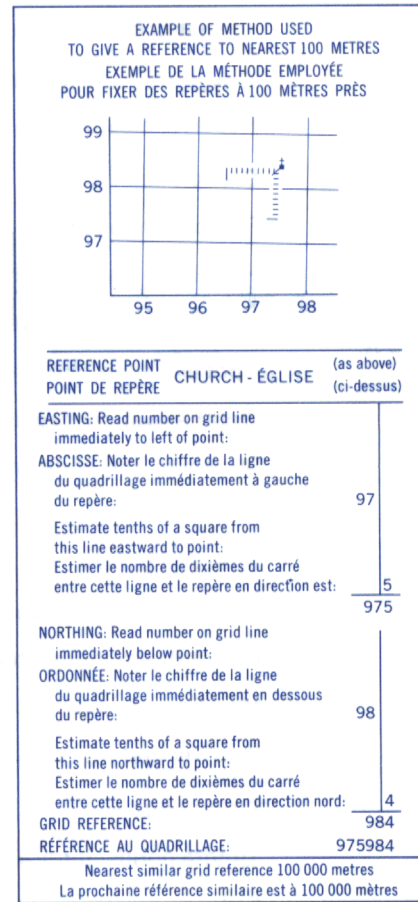 EXAMPLE OF METHOD USED
TO GIVE A REFERENCE TO NEAREST 100 METRES
EXEMPLE DE LA MÉTHODE EMPLOYÉE
POUR FIXER DES REPÈRES À 100 MÈTRES PRÈS
99
98
97
95 96 97 98
REFERENCE POINT
POINT DE REPÈRE
CHURCH - ÉGLISE
(as above)
(ci-dessus)
EASTING: Read number on grid line
immediately to left of point:
ABSCISSE: Noter le chiffre de la ligne
du quadrillage immédiatement à gauche
du repère: 97
Estimate tenths of a square from
this line eastward to point:
Estimer le nombre de dixièmes du carré
entre cette ligne et le repère en direction est: 5
975
NORTHING: Read number on grid line
immediately below point:
ORDONNÉE: Noter le chiffre de la ligne
du quadrillage immédiatement en dessous
du repère: 98
Estimate tenths of a square from
this line northward to point:
Estimer le nombre de dixièmes du carré
entre cette ligne et le repère en direction nord: 4
GRID REFERENCE: 984
RÉFÉRENCE AU QUADRILLAGE: 975984
Nearest similar grid reference 100 000 metres
La prochaine référence similaire est à 100 000 mètres